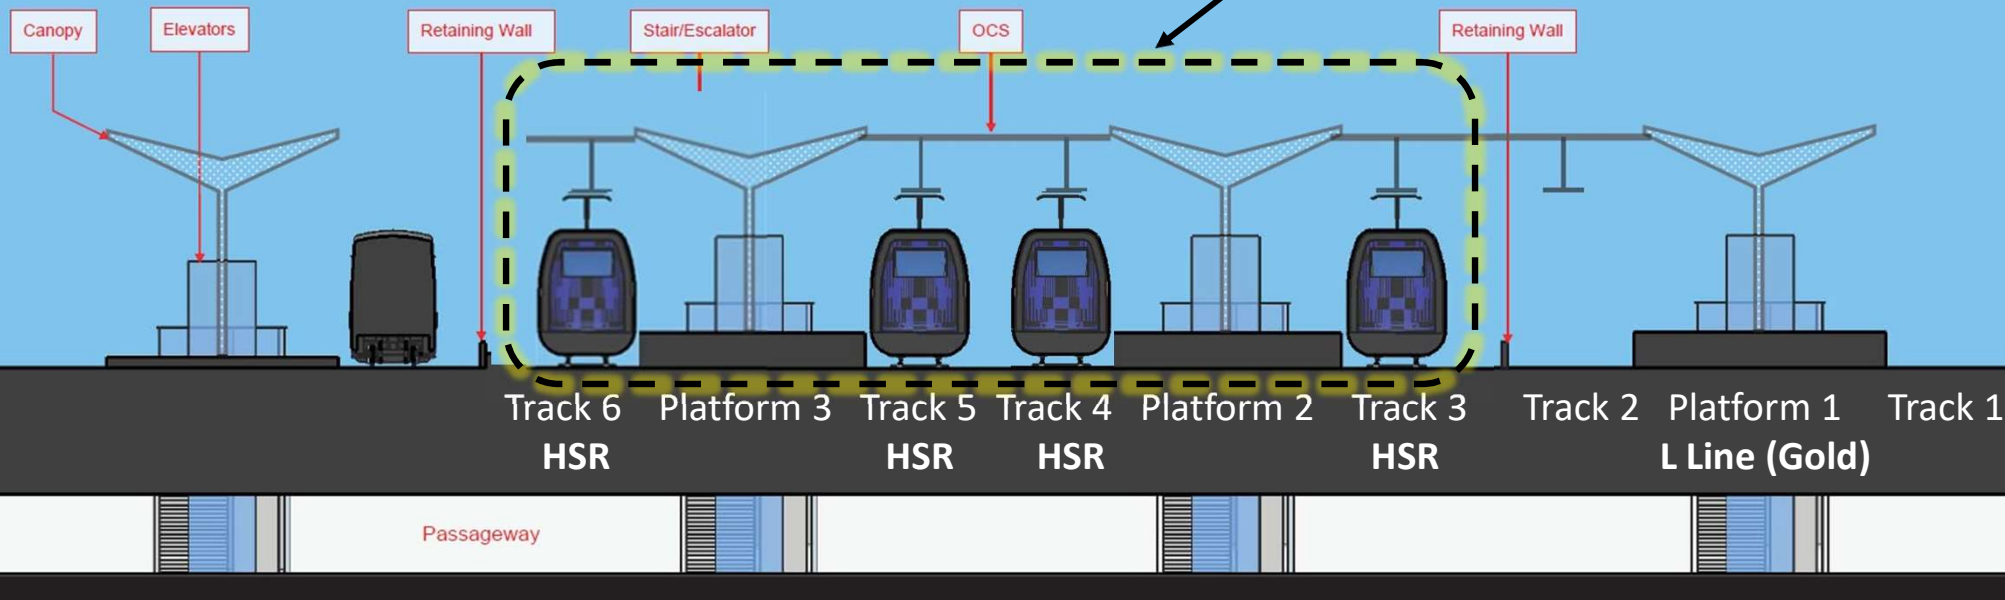 Canopy
Elevators
Retaining Wall
Stair/Escalator
OCS
Retaining Wall
Track 6 Platform 3 Track 5 Track 4 Platform 2 Track 3 Track 2 Platform 1 Track 1
HSR HSR HSR HSR L Line (Gold)
Passageway